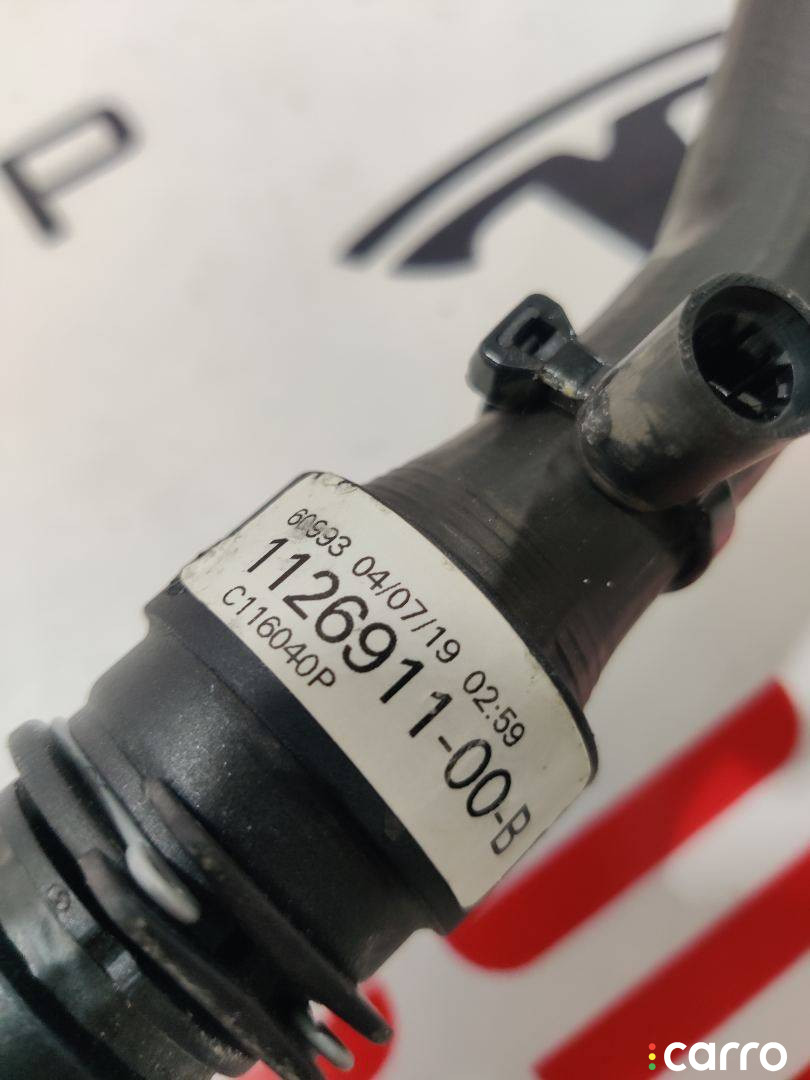 P
60993 04/07/19 02:59
1126911-00-B
C116040P
carro